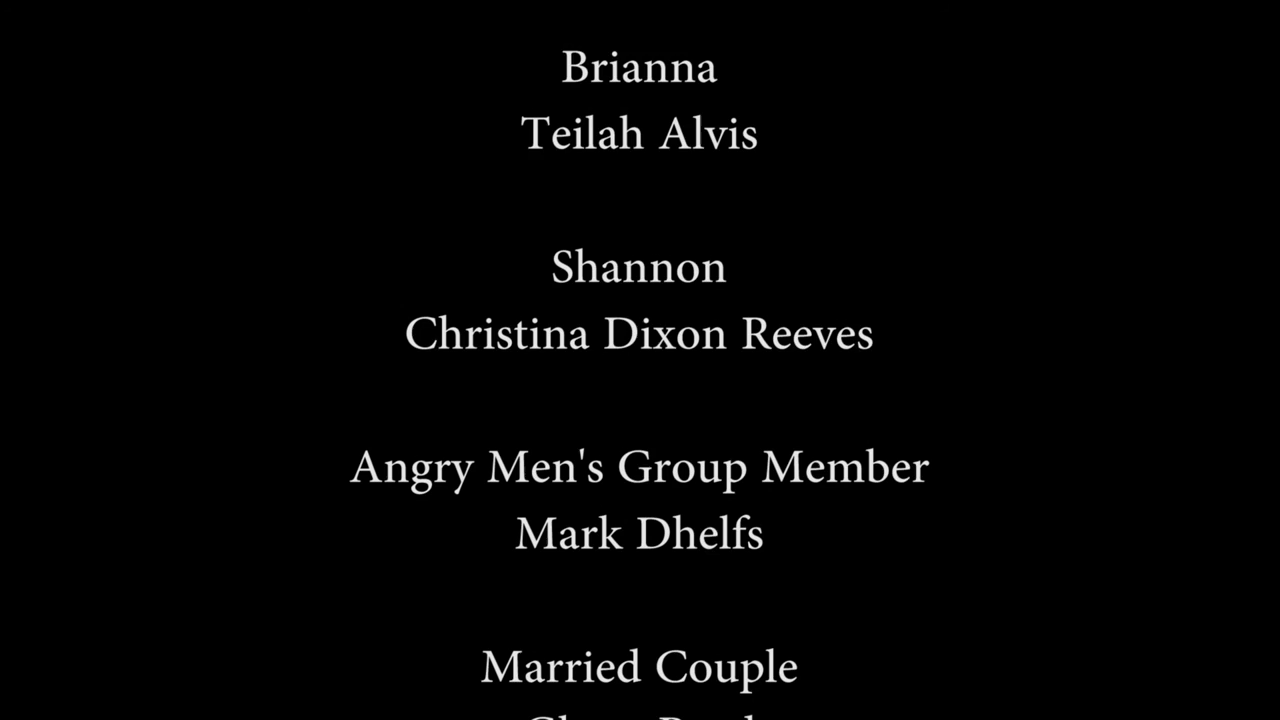 Brianna
Teilah Alvis
Shannon
Christina Dixon Reeves
Angry Men's Group Member
Mark Dhelfs
Married Couple